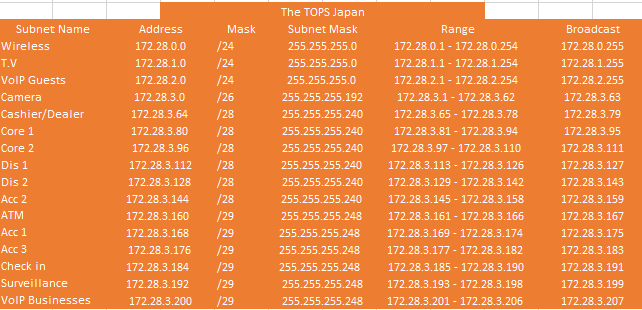 The TOPS Japan
Subnet Name Address Mask Subnet Mask Range Broadcast
Wireless 172.28.0.0 /24 255.255.255.0 172.28.0.1 - 172.28.0.254 172.28.0.255
T.V 172.28.1.0 /24 255.255.255.0 172.28.1.1 - 172.28.1.254 172.28.1.255
VoIP Guests 172.28.2.0 /24 255.255.255.0 172.28.2.1 - 172.28.2.254 172.28.2.255
Camera 172.28.3.0 /26 255.255.255.192 172.28.3.1 - 172.28.3.62 172.28.3.63
Cashier/Dealer 172.28.3.64 /28 255.255.255.240 172.28.3.65 - 172.28.3.78 172.28.3.79
Core 1 172.28.3.80 /28 255.255.255.240 172.28.3.81 - 172.28.3.94 172.28.3.95
Core 2 172.28.3.96 /28 255.255.255.240 172.28.3.97 - 172.28.3.110 172.28.3.111
Dis 1 172.28.3.112 /28 255.255.255.240 172.28.3.113 - 172.28.3.126 172.28.3.127
Dis 2 172.28.3.128 /28 255.255.255.240 172.28.3.129 - 172.28.3.142 172.28.3.143
Acc 2 172.28.3.144 /28 255.255.255.240 172.28.3.145 - 172.28.3.158 172.28.3.159
ATM 172.28.3.160 /29 255.255.255.248 172.28.3.161 - 172.28.3.166 172.28.3.167
Acc 1 172.28.3.168 /29 255.255.255.248 172.28.3.169 - 172.28.3.174 172.28.3.175
Acc 3 172.28.3.176 /29 255.255.255.248 172.28.3.177 - 172.28.3.182 172.28.3.183
Check in 172.28.3.184 /29 255.255.255.248 172.28.3.185 - 172.28.3.190 172.28.3.191
Surveillance 172.28.3.192 /29 255.255.255.248 172.28.3.193 - 172.28.3.198 172.28.3.199
VoIP Businesses 172.28.3.200 /29 255.255.255.248 172.28.3.201 - 172.28.3.206 172.28.3.207